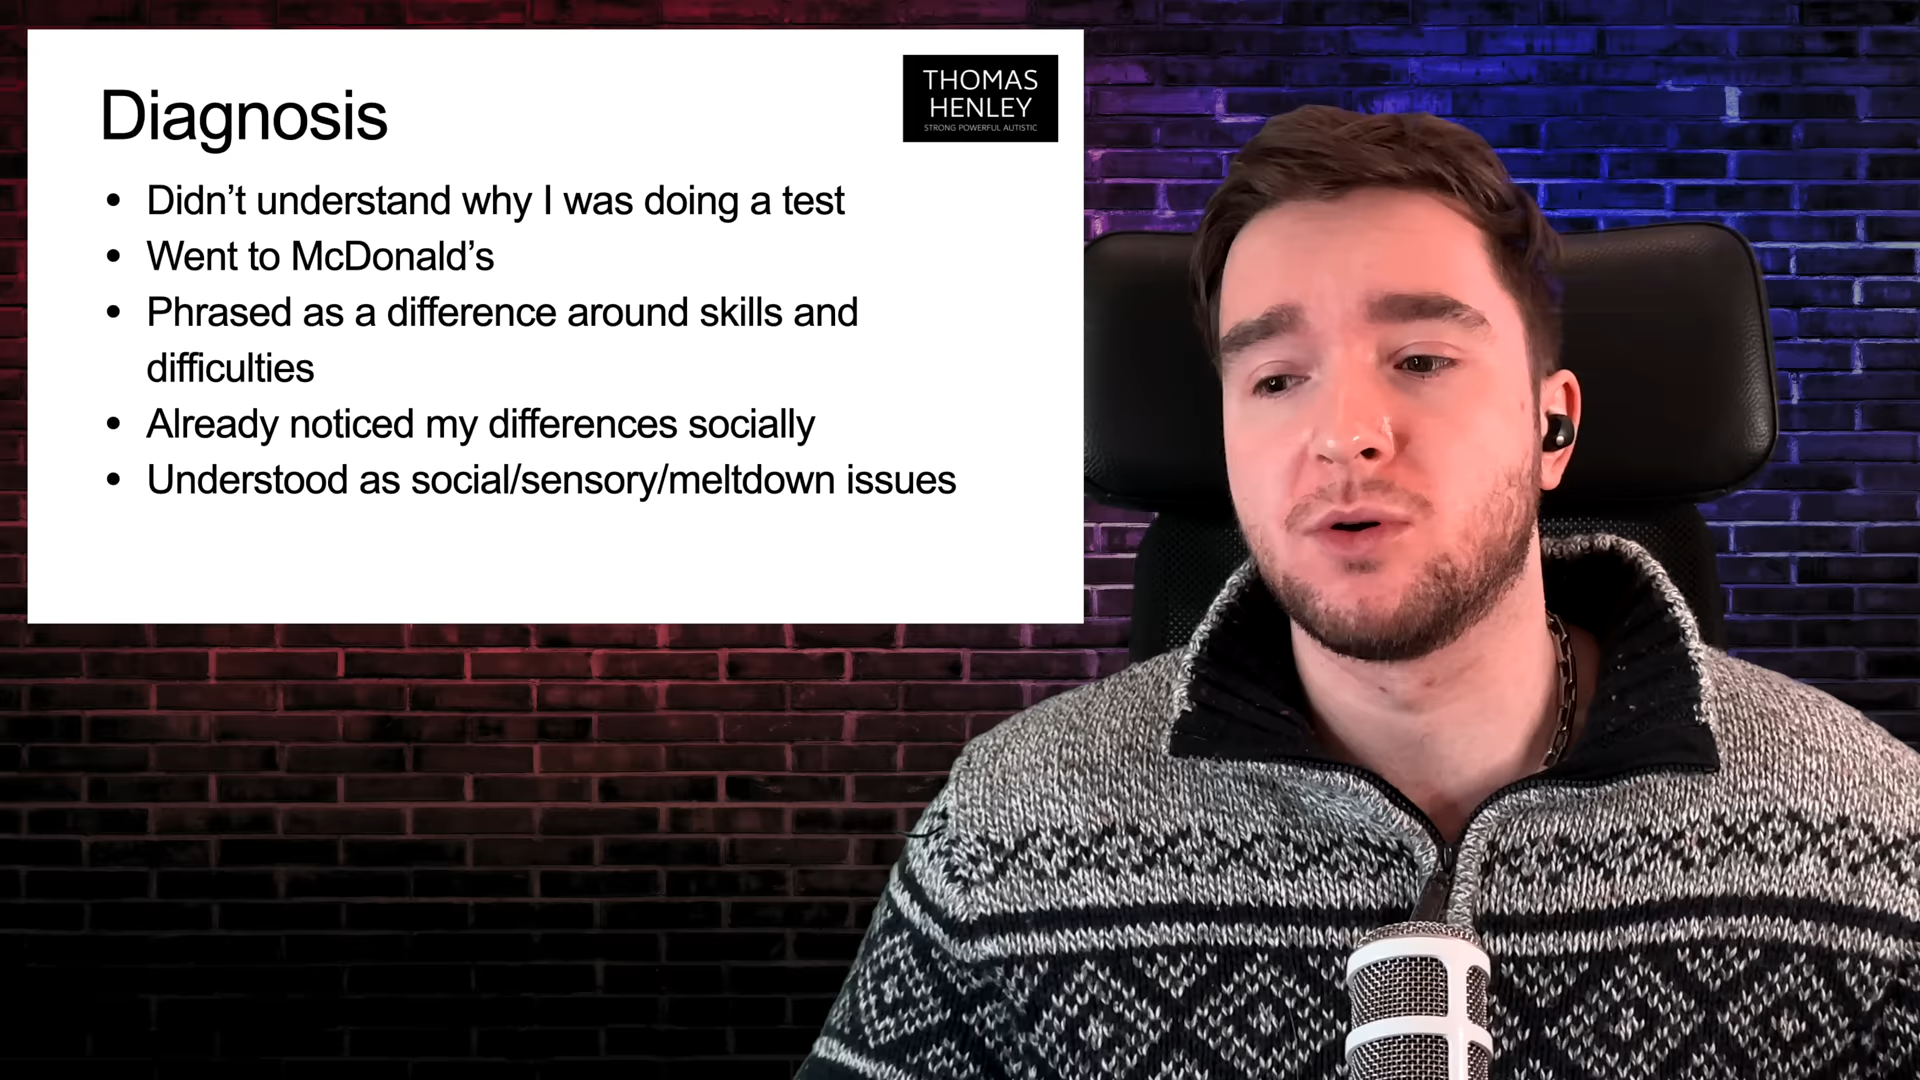 Diagnosis
THOMAS
HENLEY
STRONG POWERFUL AUTISTIC
• Didn’t understand why I was doing a test
• Went to McDonald’s
• Phrased as a difference around skills and
difficulties
• Already noticed my differences socially
• Understood as social/sensory/meltdown issues